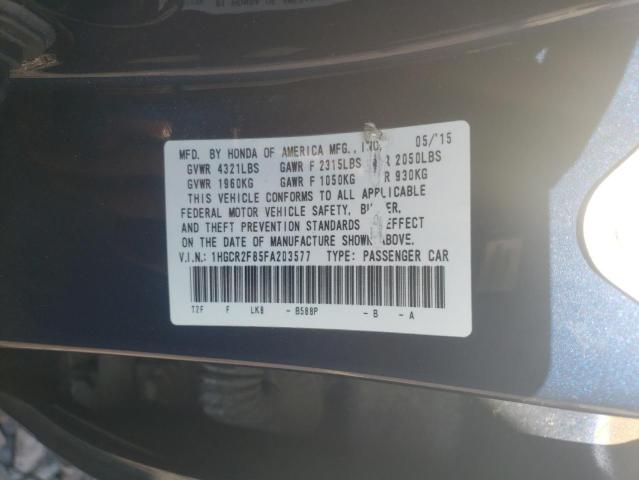 MFD. BY HONDA OF AMERICA MFG., INC. 05/'15
GVWR 4321LBS GAWR F 2315LBS R 2050LBS
GVWR 1960KG GAWR F 1050KG R 930KG
THIS VEHICLE CONFORMS TO ALL APPLICABLE
FEDERAL MOTOR VEHICLE SAFETY, BUMPER,
AND THEFT PREVENTION STANDARDS EFFECT
ON THE DATE OF MANUFACTURE SHOWN ABOVE.
V.I.N.: 1HGCR2F85FA203577 TYPE: PASSENGER CAR
T2F F LK8 - B588P - B - A